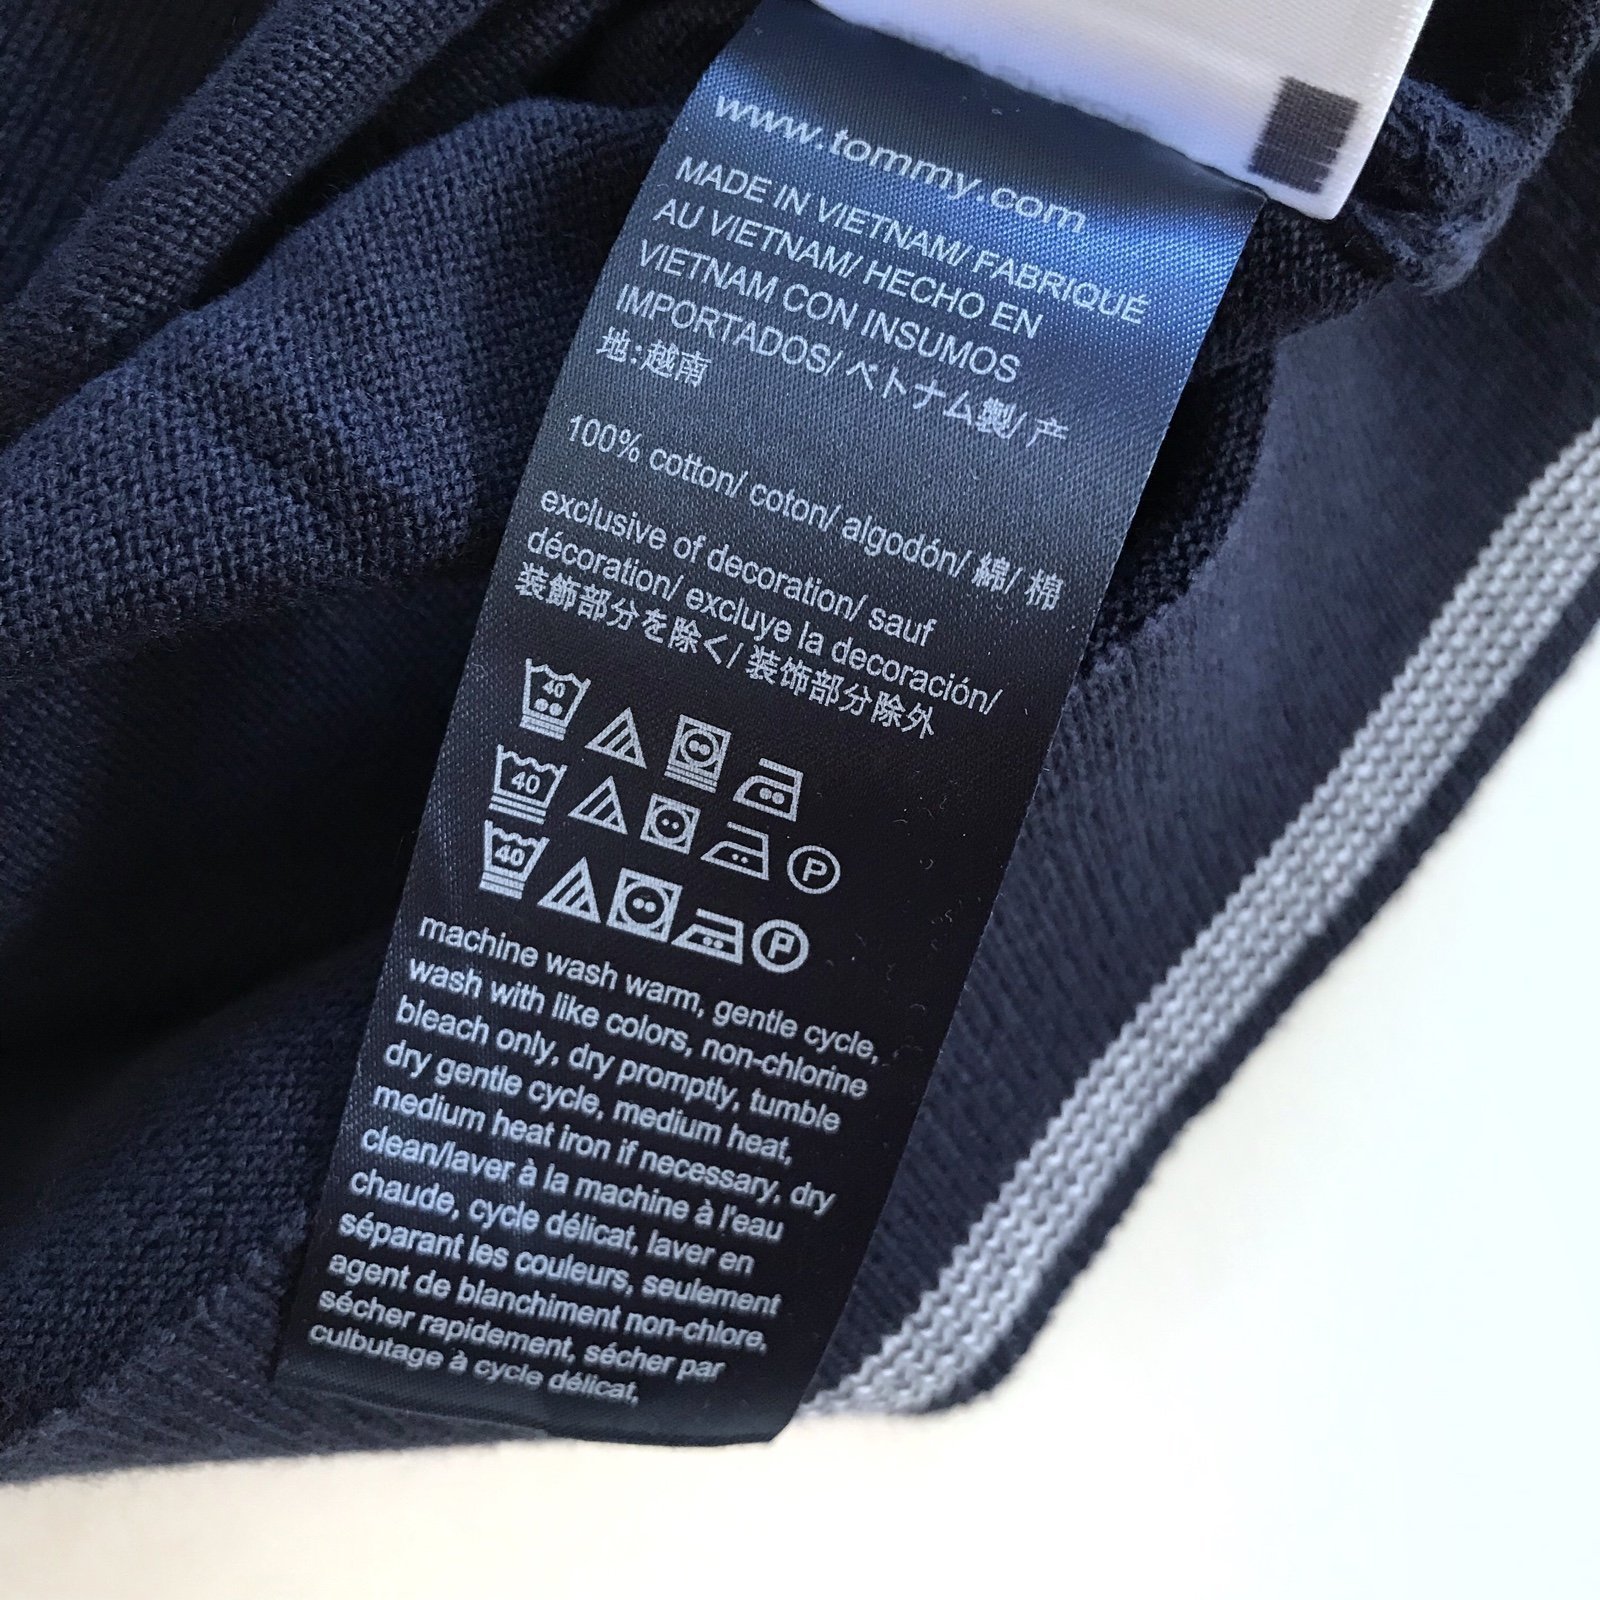 www.tommy.com
MADE IN VIETNAM/ FABRIQUÉ
AU VIETNAM/ HECHO EN
VIETNAM CON INSUMOS
IMPORTADOS/ ベトナム製/ 产
地:越南
100% cotton/ coton/ algodón/ 綿/ 棉
exclusive of decoration/ sauf
décoration/ excluye la decoración/
装飾部分を除く/ 装饰部分除外
40
40
P
40
P
machine wash warm, gentle cycle,
wash with like colors, non-chlorine
bleach only, dry promptly, tumble
dry gentle cycle, medium heat,
medium heat iron if necessary, dry
clean/laver à la machine à l'eau
chaude, cycle délicat, laver en
séparant les couleurs, seulement
agent de blanchiment non-chlore,
sécher rapidement, sécher par
culbutage à cycle délicat,